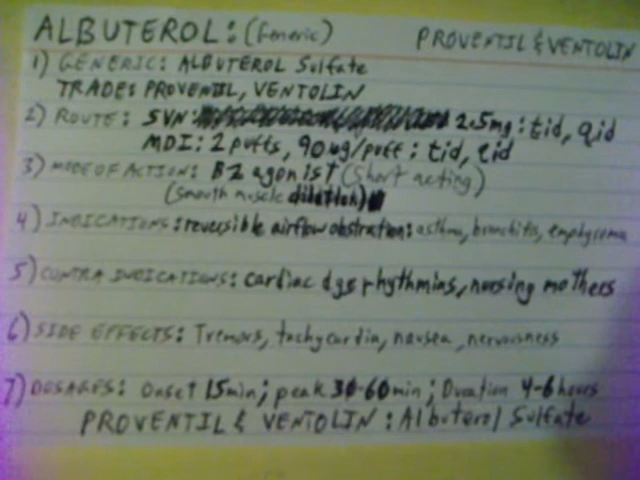 ALBUTEROL: (Generic) PROVENTIL & VENTOLIN
1) GENERIC: ALBUTEROL Sulfate
TRADE: PROVENTIL, VENTOLIN
2) ROUTE: SVN: 2.5mg: tid, qid
MDI: 2 puffs, 90ug/puff: tid, qid
3) MODE OF ACTION: B2 agonist (Short acting)
(Smooth muscle dilation)
4) INDICATIONS: reversible airflow obstruction: asthma, bronchitis, emphysema
5) CONTRA INDICATIONS: cardiac dysrhythmias, nursing mothers
6) SIDE EFFECTS: Tremors, tachycardia, nausea, nervousness
7) DOSAGES: Onset 15min; peak 30-60min; Duration 4-6 hours
PROVENTIL & VENTOLIN: Albuterol Sulfate